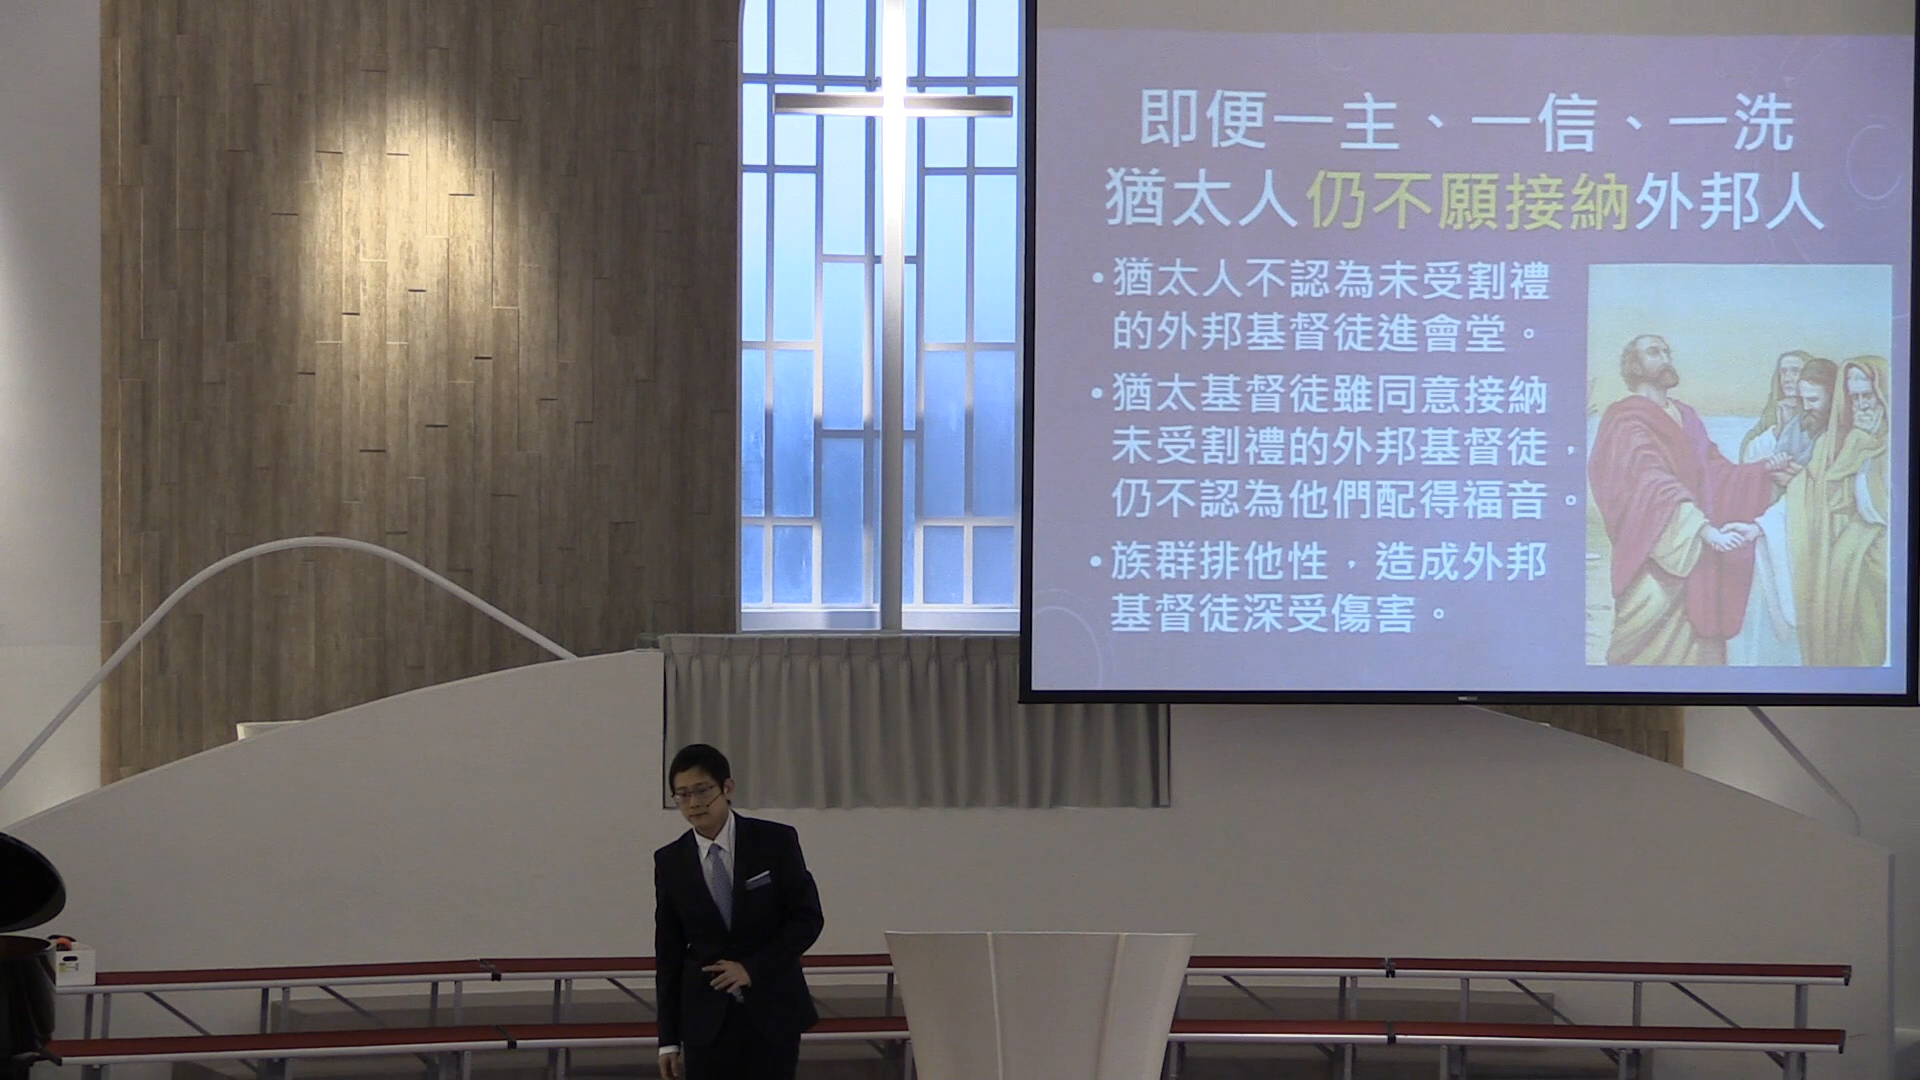 即便一主、一信、一洗
猶太人仍不願接納外邦人
•猶太人不認為未受割禮
的外邦基督徒進會堂。
•猶太基督徒雖同意接納
未受割禮的外邦基督徒，
仍不認為他們配得福音。
•族群排他性，造成外邦
基督徒深受傷害。